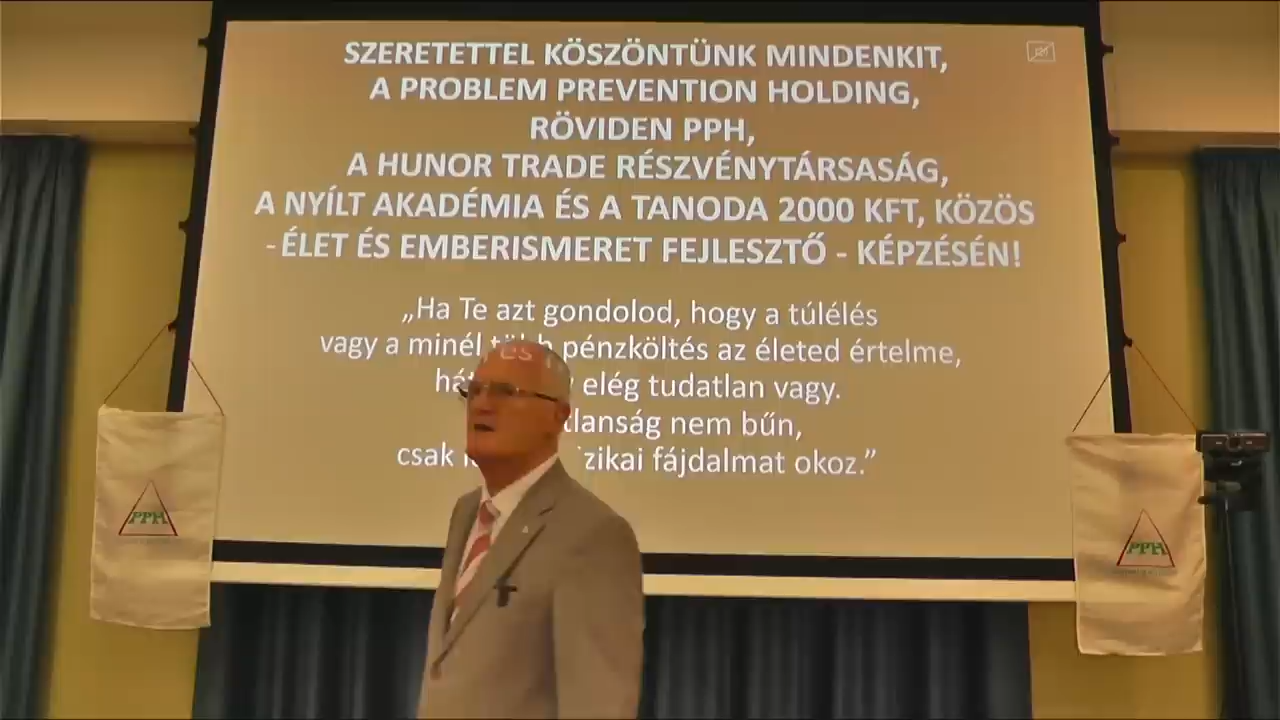 SZERETETTEL KÖSZÖNTÜNK MINDENKIT,
A PROBLEM PREVENTION HOLDING,
RÖVIDEN PPH,
A HUNOR TRADE RÉSZVÉNYTÁRSASÁG,
A NYÍLT AKADÉMIA ÉS A TANODA 2000 KFT, KÖZÖS
- ÉLET ÉS EMBERISMERET FEJLESZTŐ - KÉPZÉSÉN!
„Ha Te azt gondolod, hogy a túlélés
vagy a minél pénzköltés az életed értelme,
elég tudatlan vagy.
nem bűn,
csak fájdalmat okoz.”
PPH
PPH